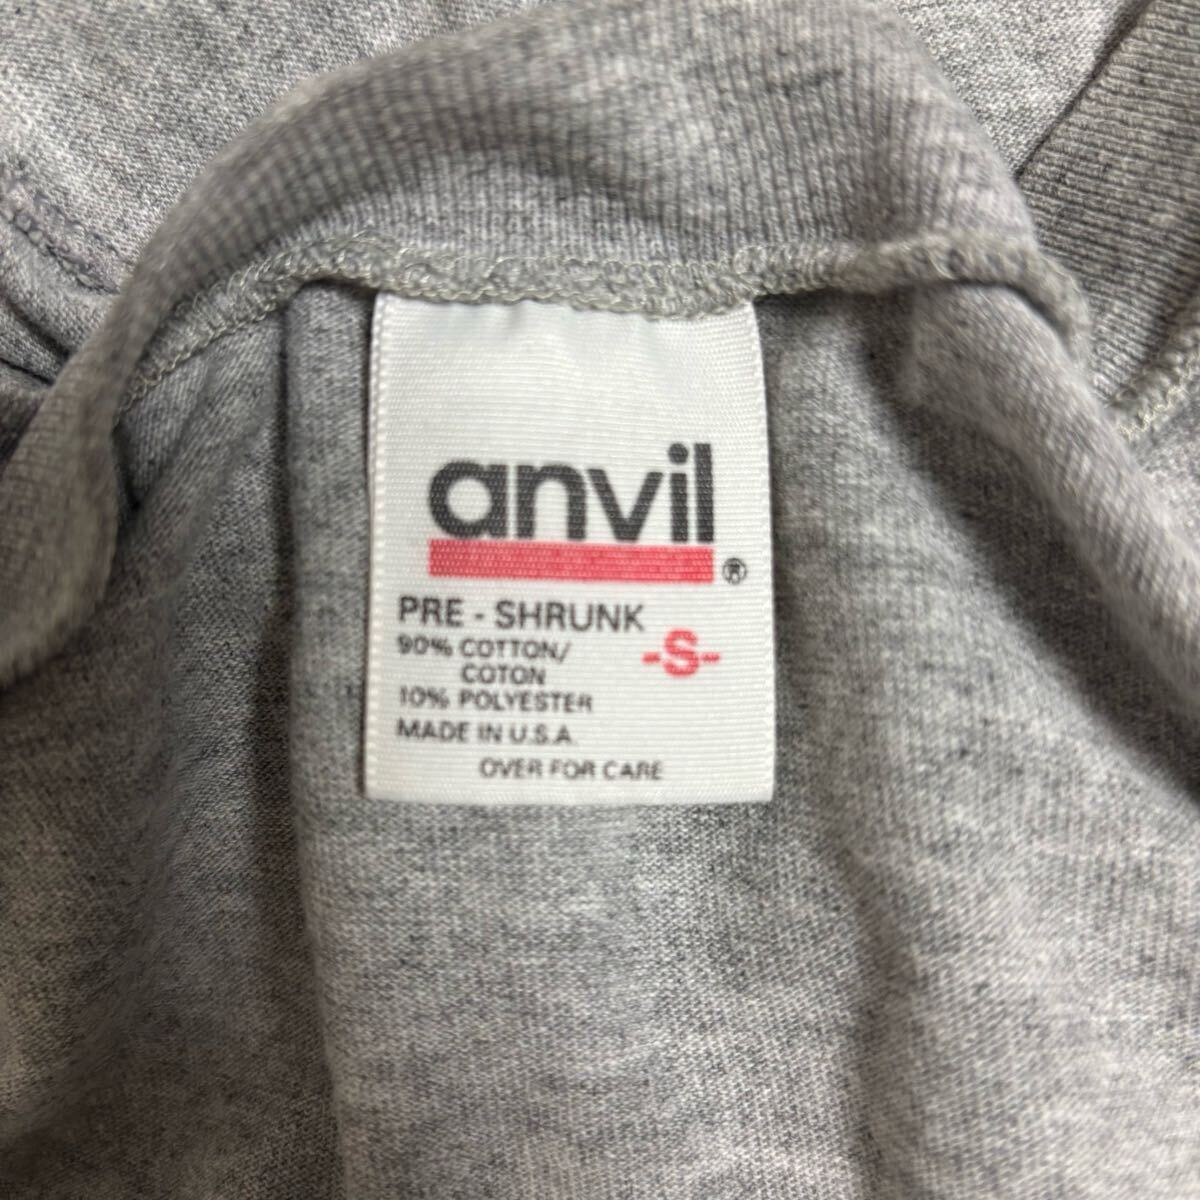 anvil®
PRE - SHRUNK
90% COTTON/
COTON
-S-
10% POLYESTER
MADE IN U.S.A.
OVER FOR CARE